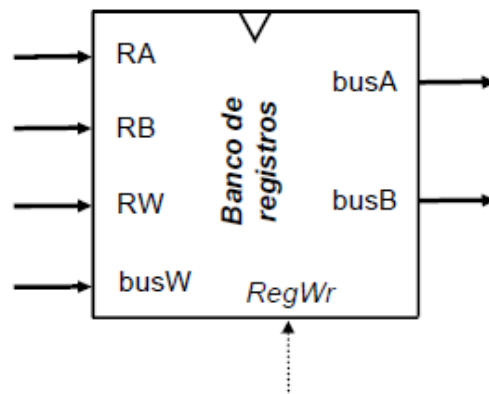 RA
RB
RW
busW
Banco de
registros
busA
busB
RegWr